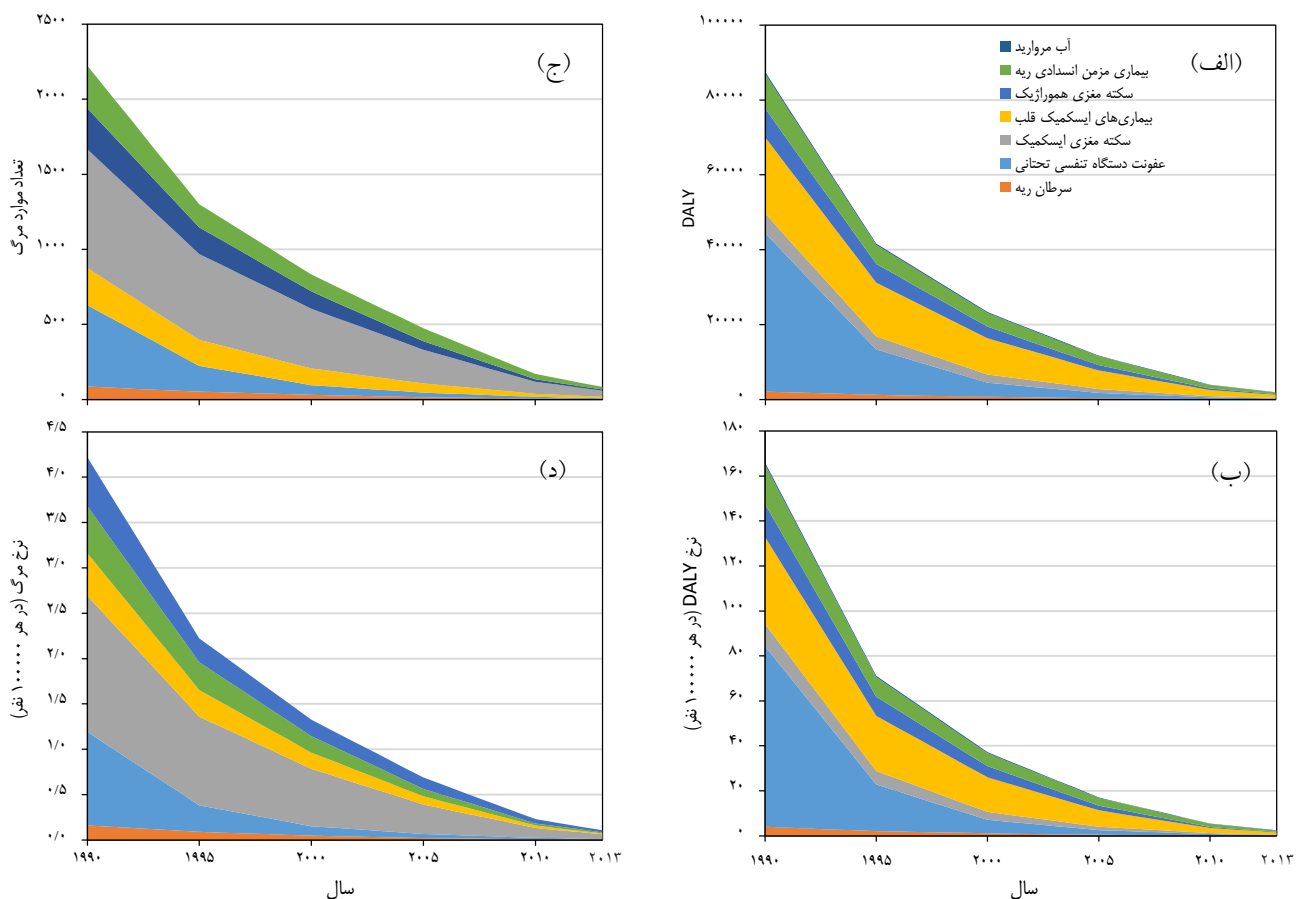 (الف)
آب مروارید
بیماری مزمن انسدادی ریه
سکته مغزی هموراژیک
بیماری‌های ایسکمیک قلب
سکته مغزی ایسکمیک
عفونت دستگاه تنفسی تحتانی
سرطان ریه
DALY
۱۰۰۰۰۰
۸۰۰۰۰
۶۰۰۰۰
۴۰۰۰۰
۲۰۰۰۰
۰
(ج)
تعداد موارد مرگ
۲۵۰۰
۲۰۰۰
۱۵۰۰
۱۰۰۰
۵۰۰
۰
(ب)
نرخ DALY (در هر ۱۰۰۰۰۰ نفر)
۱۸۰
۱۶۰
۱۴۰
۱۲۰
۱۰۰
۸۰
۶۰
۴۰
۲۰
۰
۱۹۹۰ ۱۹۹۵ ۲۰۰۰ ۲۰۰۵ ۲۰۱۰ ۲۰۱۳
سال
(د)
نرخ مرگ (در هر ۱۰۰۰۰۰ نفر)
۴/۵
۴/۰
۳/۵
۳/۰
۲/۵
۲/۰
۱/۵
۱/۰
۰/۵
۰/۰
۱۹۹۰ ۱۹۹۵ ۲۰۰۰ ۲۰۰۵ ۲۰۱۰ ۲۰۱۳
سال